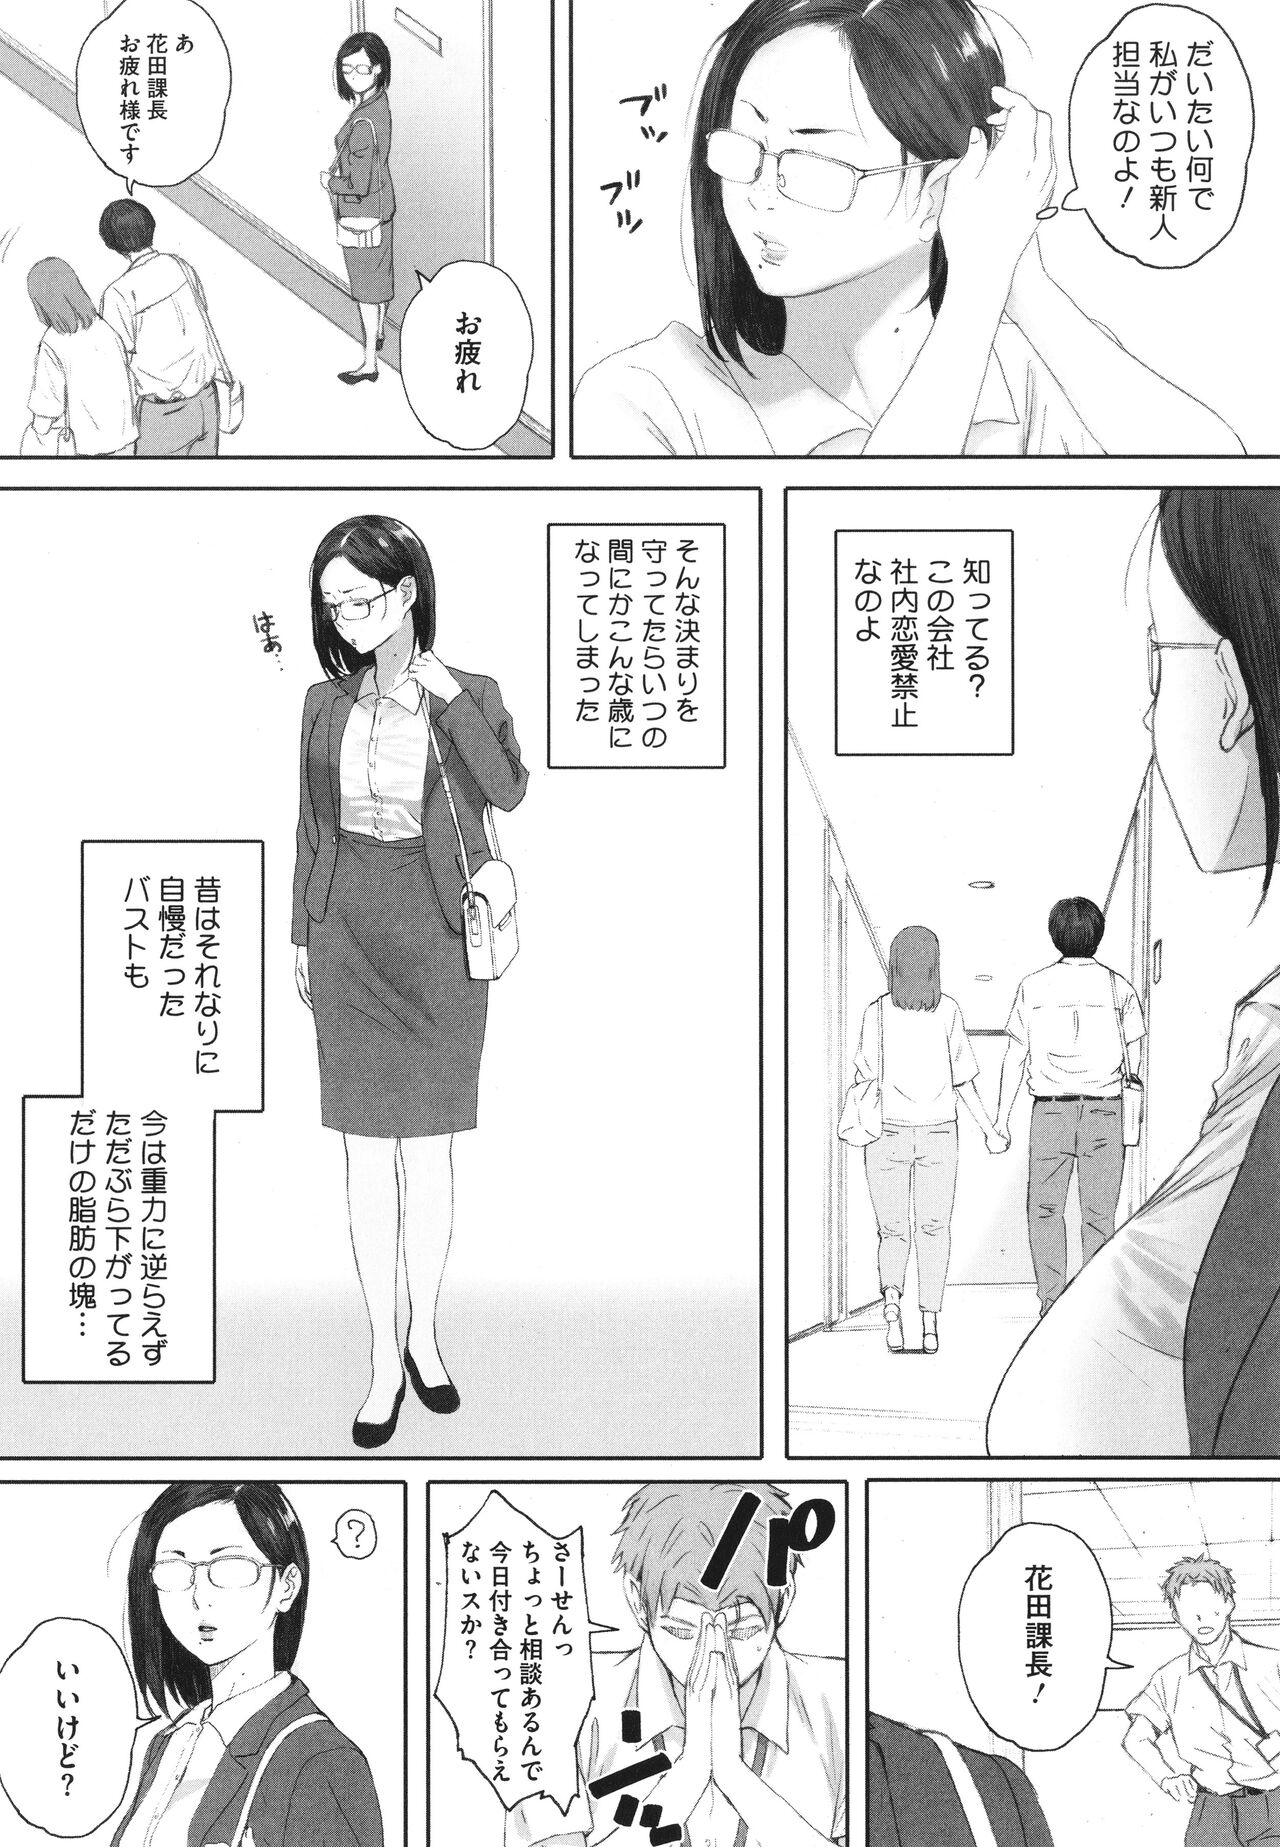 だいたい何で
私がいつも新人
担当なのよ！
ブツ
ブツ
あ
花田課長
お疲れ様です
お疲れ
知ってる？
この会社
社内恋愛禁止
なのよ
そんな決まりを
守ってたらいつの
間にかこんな歳に
なってしまった
はぁ…
昔はそれなりに
自慢だった
バストも
今は重力に逆らえず
ただぶら下がってる
だけの脂肪の塊…
花田課長！
パン
さーせんっ
ちょっと相談あるんで
今日付き合ってもらえ
ないスか？
？
いいけど？